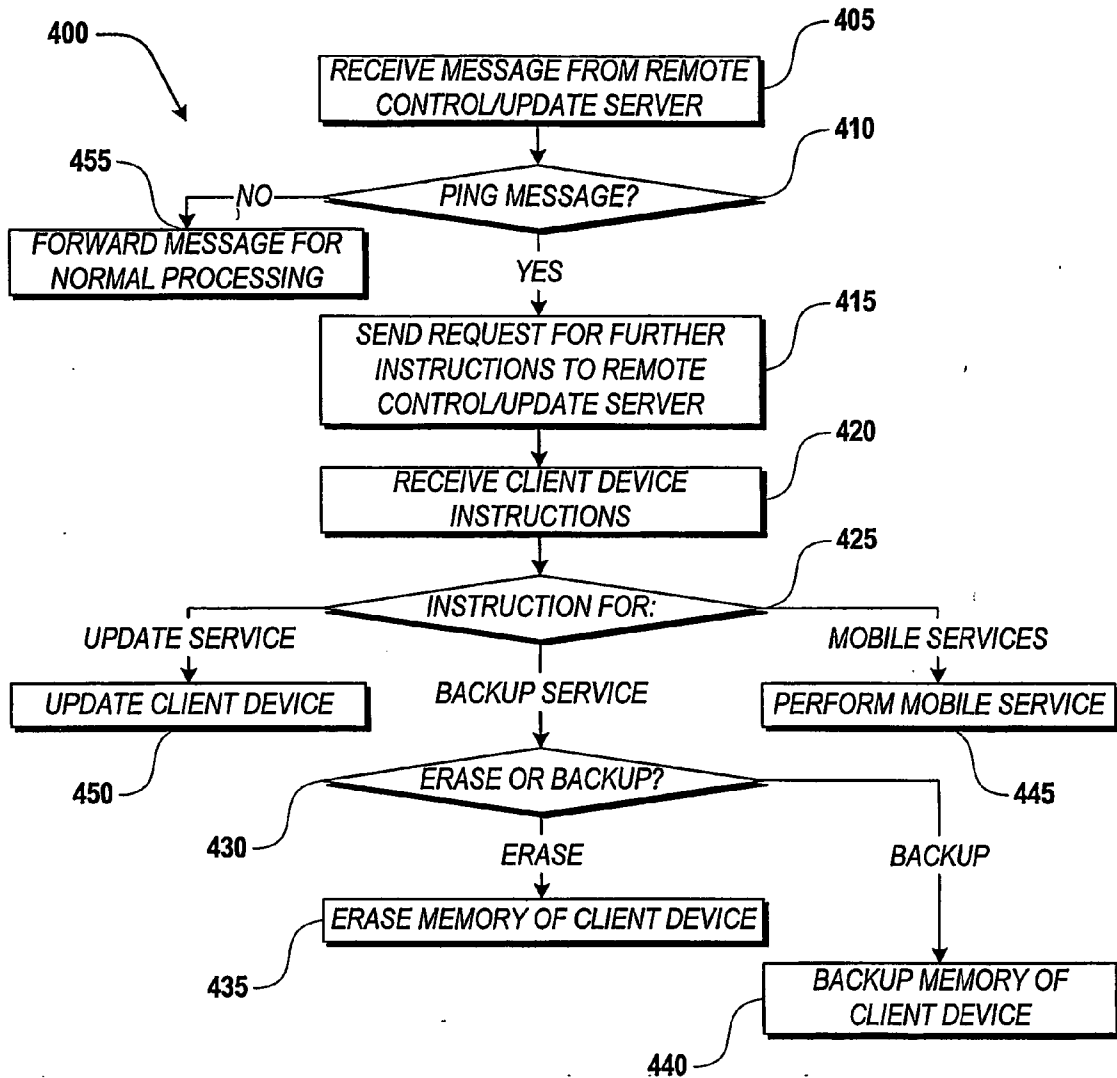 400
405
RECEIVE MESSAGE FROM REMOTE
CONTROL/UPDATE SERVER
410
455
NO
PING MESSAGE?
FORWARD MESSAGE FOR
NORMAL PROCESSING
YES
415
SEND REQUEST FOR FURTHER
INSTRUCTIONS TO REMOTE
CONTROL/UPDATE SERVER
420
RECEIVE CLIENT DEVICE
INSTRUCTIONS
425
INSTRUCTION FOR:
UPDATE SERVICE
MOBILE SERVICES
BACKUP SERVICE
UPDATE CLIENT DEVICE
PERFORM MOBILE SERVICE
450
ERASE OR BACKUP?
445
430
ERASE
BACKUP
ERASE MEMORY OF CLIENT DEVICE
435
BACKUP MEMORY OF
CLIENT DEVICE
440